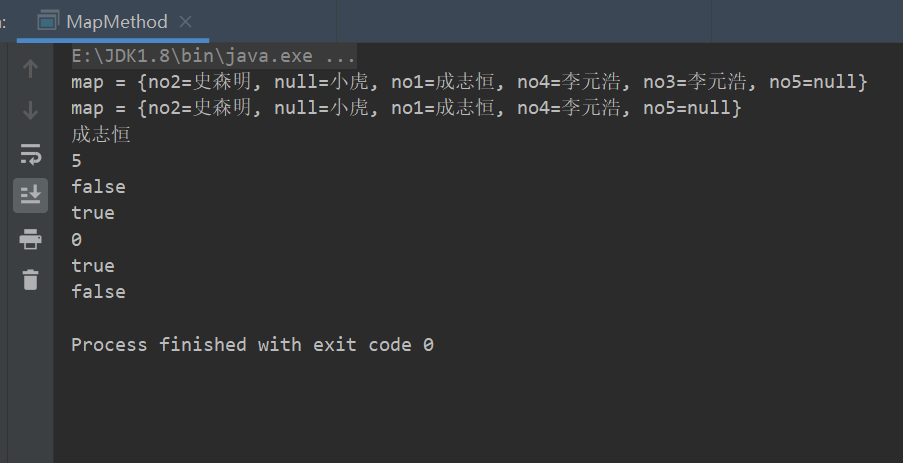 : MapMethod ×
E:\JDK1.8\bin\java.exe ...
map = {no2=史森明, null=小虎, no1=成志恒, no4=李元浩, no3=李元浩, no5=null}
map = {no2=史森明, null=小虎, no1=成志恒, no4=李元浩, no5=null}
成志恒
5
false
true
0
true
false
Process finished with exit code 0